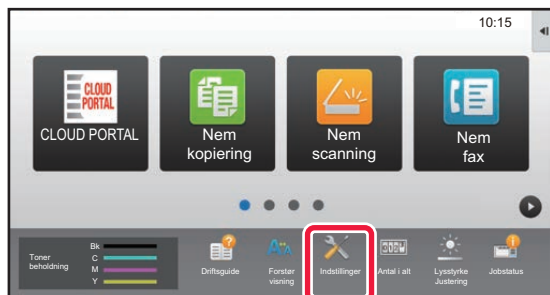 10:15
CLOUD
PORTAL
CLOUD PORTAL
Nem
kopiering
Nem
scanning
Nem
fax
Toner
beholdning
Bk
C
M
Y
Driftsguide
Forstør
visning
Indstillinger
Antal i alt
Lysstyrke
Justering
Jobstatus